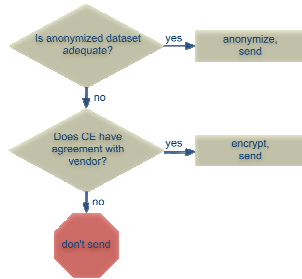 Is anonymized dataset
adequate?
yes
anonymize,
send
no
Does CE have
agreement with
vendor?
yes
encrypt,
send
no
don't send